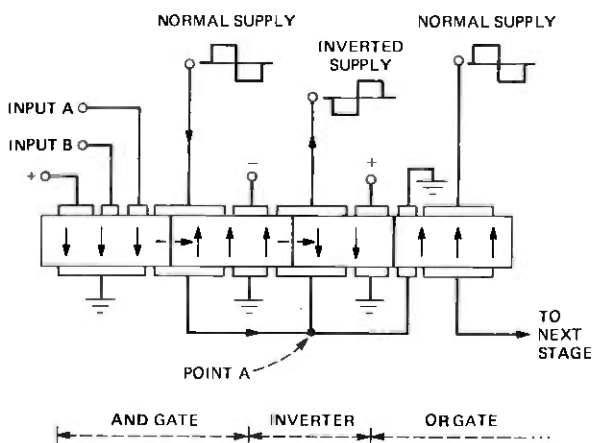 NORMAL SUPPLY
NORMAL SUPPLY
INVERTED
SUPPLY
INPUT A
INPUT B
+
−
+
POINT A
TO
NEXT
STAGE
AND GATE
INVERTER
OR GATE